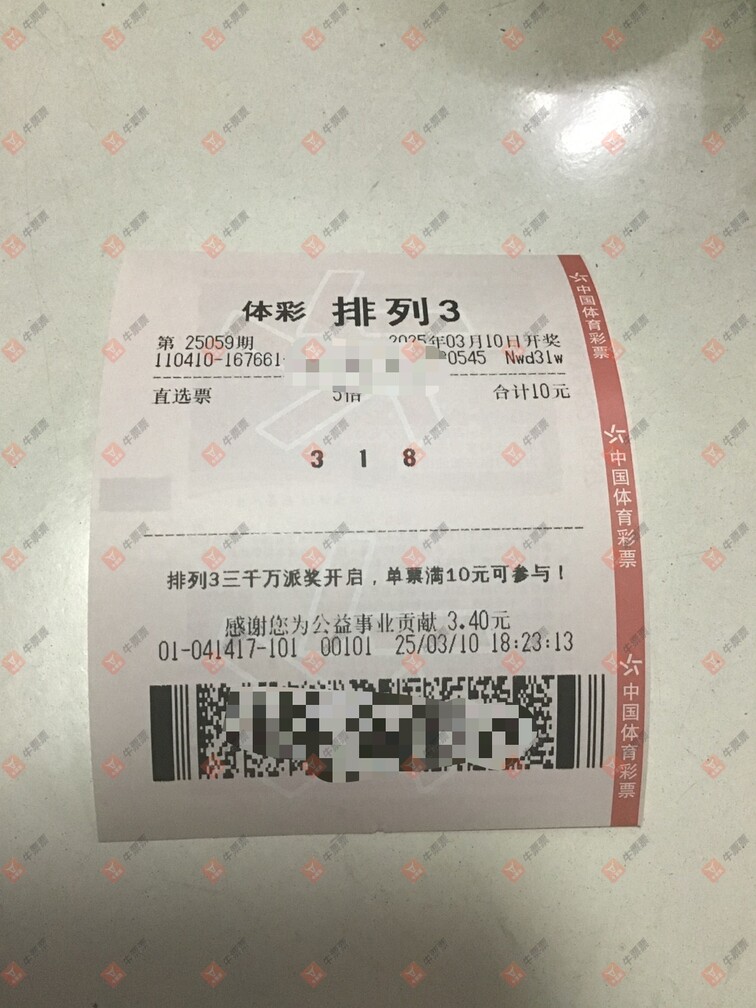 体彩 排列3
第 25059期 2025年03月10日开奖
110410-167661- 0545 Nwd31w
直选票 5倍 合计10元
3 1 8
排列3三千万派奖开启，单票满10元可参与！
感谢您为公益事业贡献 3.40元
01-041417-101 00101 25/03/10 18:23:13
中国体育彩票
中国体育彩票
中国体育彩票
牛票票